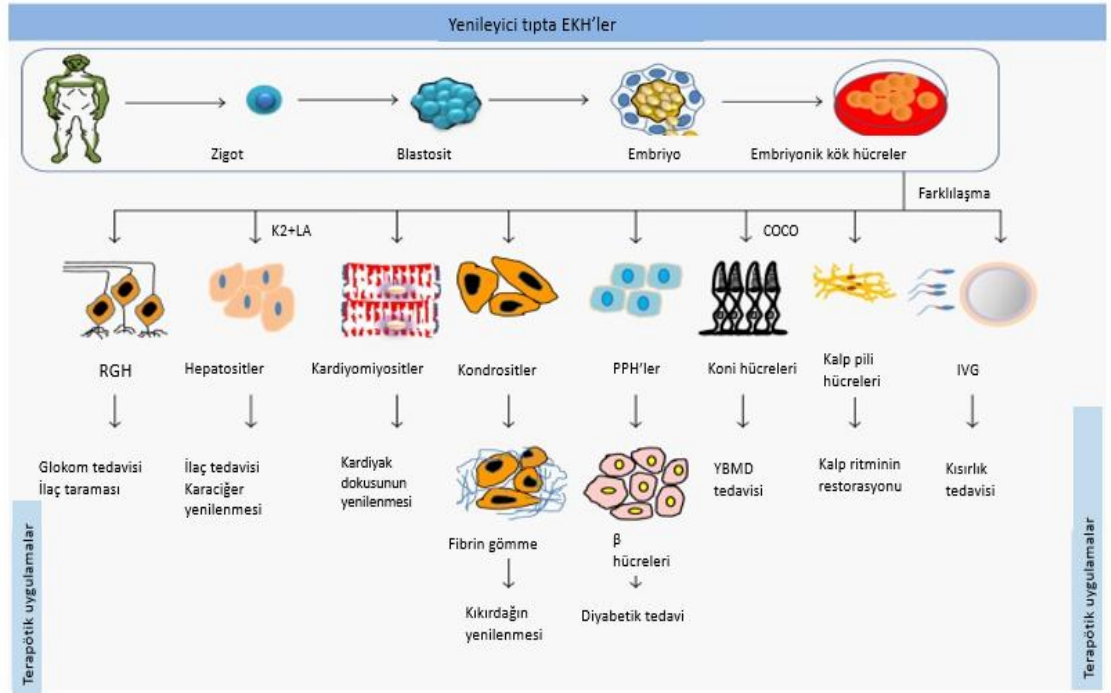 Yenileyici tıpta EKH’ler
Zigot
Blastosit
Embriyo
Embriyonik kök hücreler
Farklılaşma
K2+LA
COCO
RGH
Hepatositler
Kardiyomiyositler
Kondrositler
PPH’ler
Koni hücreleri
Kalp pili
hücreleri
IVG
Glokom tedavisi
İlaç taraması
İlaç tedavisi
Karaciğer
yenilenmesi
Kardiyak
dokusunun
yenilenmesi
Fibrin gömme
Kıkırdağın
yenilenmesi
β
hücreleri
Diyabetik tedavi
YBMD
tedavisi
Kalp ritminin
restorasyonu
Kısırlık
tedavisi
Terapötik uygulamalar
Terapötik uygulamalar